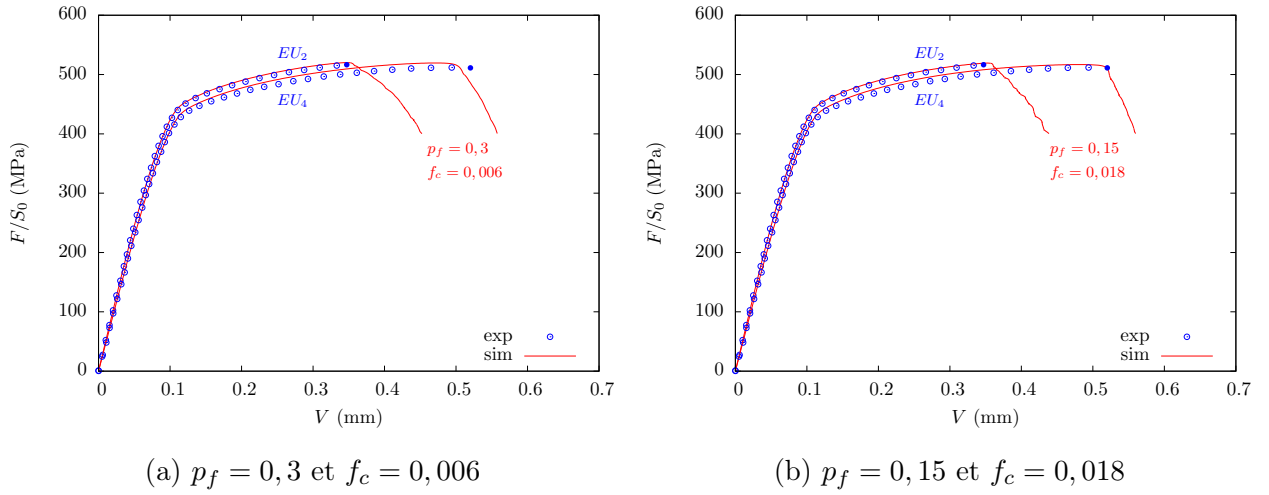 600
500
400
300
200
100
0
0
0.1
0.2
0.3
0.4
0.5
0.6
0.7
F/S₀ (MPa)
V (mm)
EU₂
EU₄
p_f = 0, 3
f_c = 0, 006
exp
sim
(a) p_f = 0, 3 et f_c = 0, 006
600
500
400
300
200
100
0
0
0.1
0.2
0.3
0.4
0.5
0.6
0.7
F/S₀ (MPa)
V (mm)
EU₂
EU₄
p_f = 0, 15
f_c = 0, 018
exp
sim
(b) p_f = 0, 15 et f_c = 0, 018